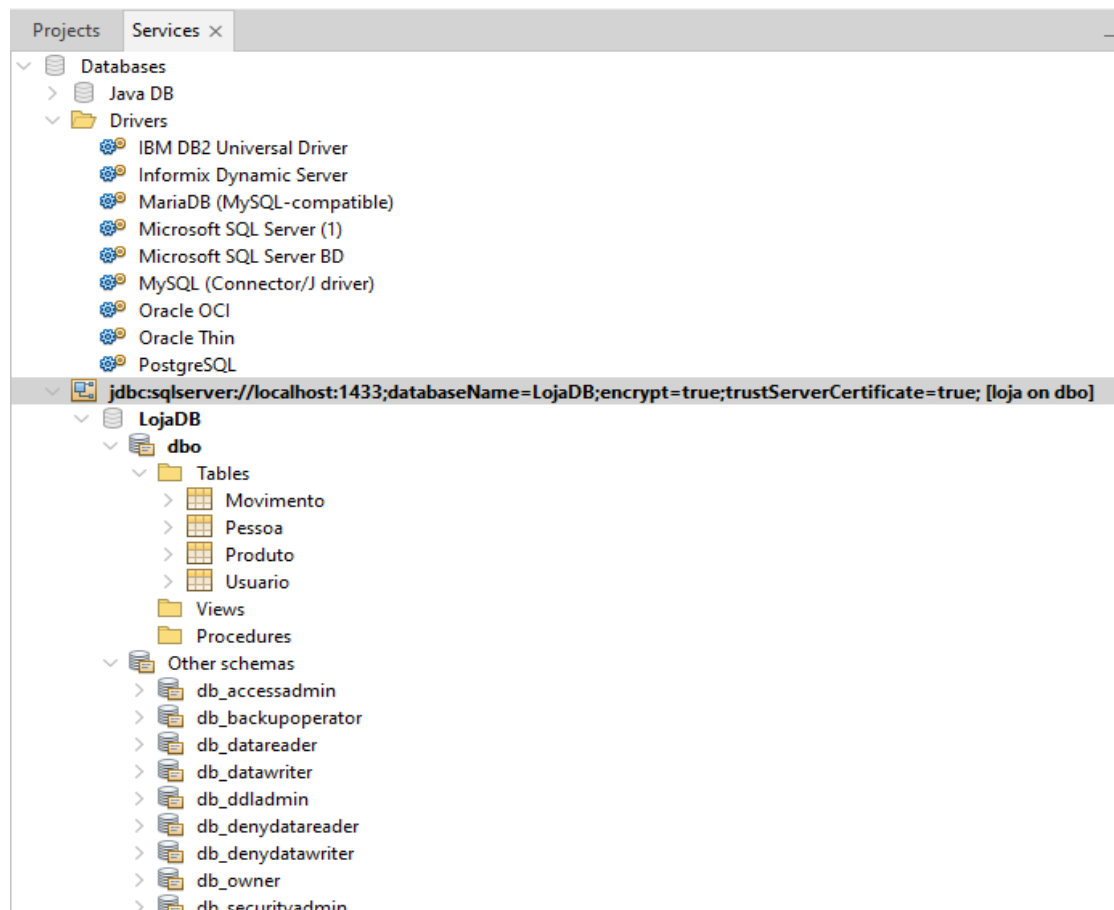 Projects Services
Databases
Java DB
Drivers
IBM DB2 Universal Driver
Informix Dynamic Server
MariaDB (MySQL-compatible)
Microsoft SQL Server (1)
Microsoft SQL Server BD
MySQL (Connector/J driver)
Oracle OCI
Oracle Thin
PostgreSQL
jdbc:sqlserver://localhost:1433;databaseName=LojaDB;encrypt=true;trustServerCertificate=true; [loja on dbo]
LojaDB
dbo
Tables
Movimento
Pessoa
Produto
Usuario
Views
Procedures
Other schemas
db_accessadmin
db_backupoperator
db_datareader
db_datawriter
db_ddladmin
db_denydatareader
db_denydatawriter
db_owner
db_securityadmin